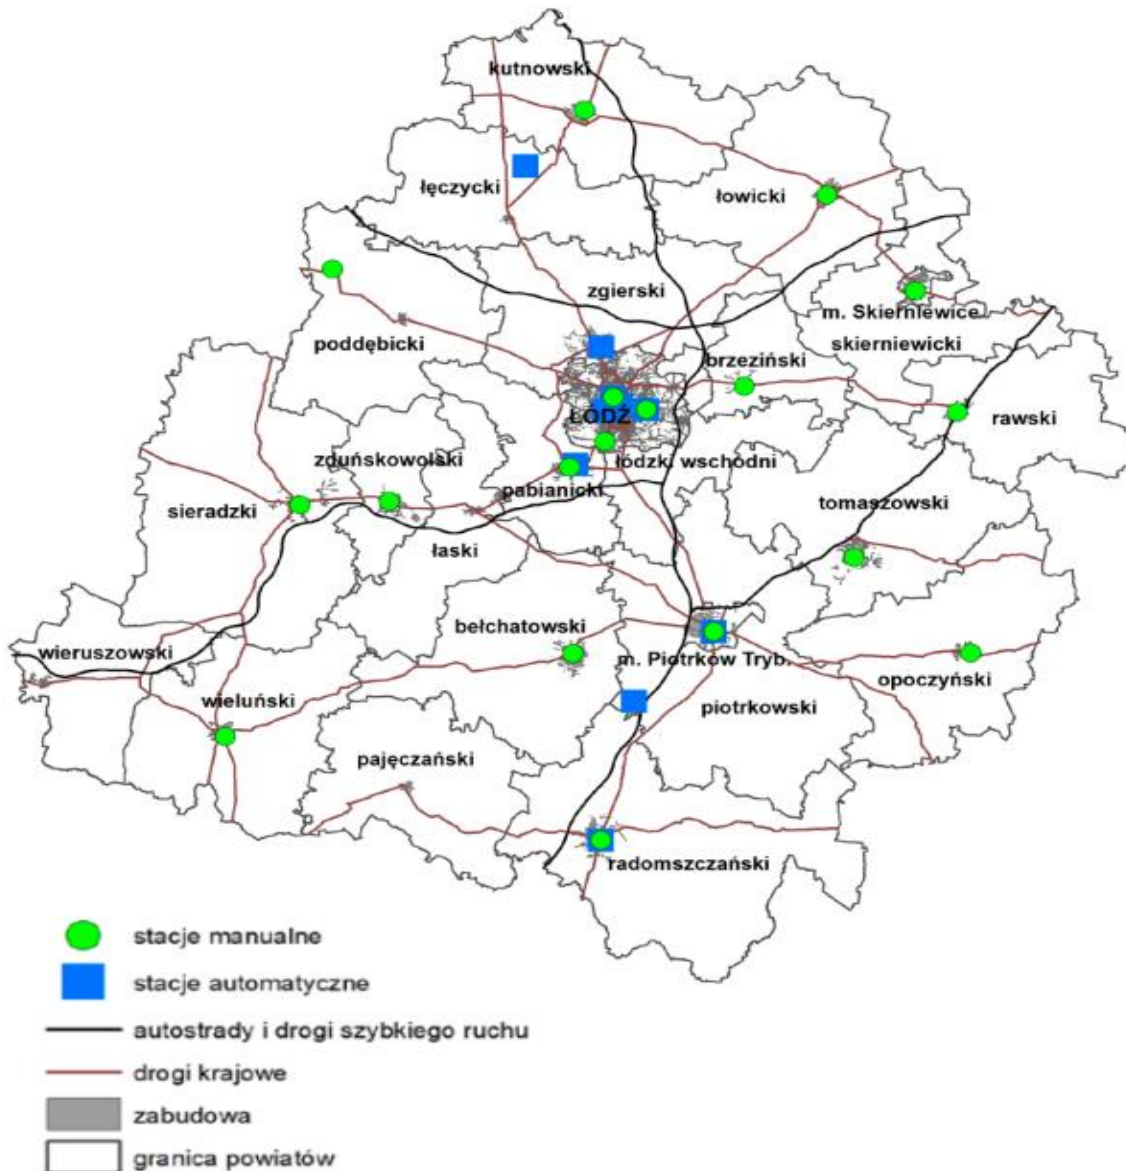 kutnowski
łęczycki
łowicki
zgierski
m. Skierniewice
skierniewicki
poddębicki
brzeziński
rawski
ŁÓDŹ
zduńskowolski
łódzki wschodni
pabianicki
sieradzki
tomaszowski
łaski
bełchatowski
wieruszowski
m. Piotrków Tryb.
opoczyński
wieluński
piotrkowski
pajęczański
radomszczański
stacje manualne
stacje automatyczne
autostrady i drogi szybkiego ruchu
drogi krajowe
zabudowa
granica powiatów